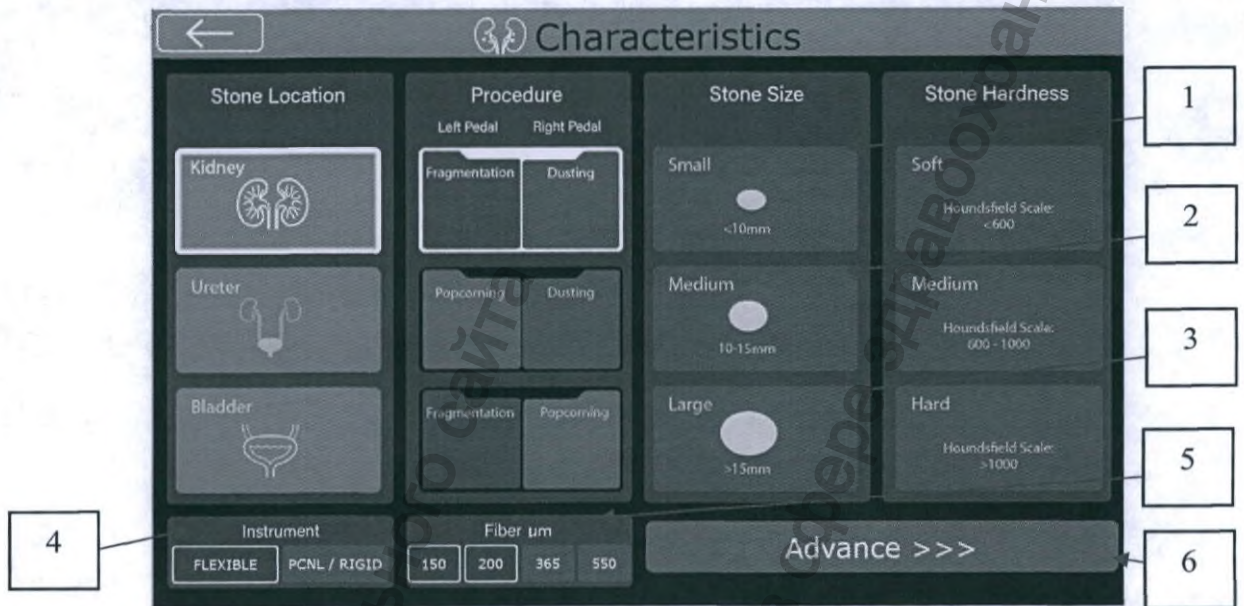 Characteristics
Stone Location
Kidney
Ureter
Bladder
Procedure
Left Pedal Right Pedal
Fragmentation Dusting
Popcorning Dusting
Fragmentation Popcorning
Stone Size
Small
<10mm
Medium
10-15mm
Large
>15mm
Stone Hardness
Soft
Houndsfield Scale:
<600
Medium
Houndsfield Scale:
600 - 1000
Hard
Houndsfield Scale:
>1000
Instrument
FLEXIBLE PCNL / RIGID
Fiber µm
150 200 365 550
Advance >>>
1
2
3
4
5
6
сайта
сфере здравоохран